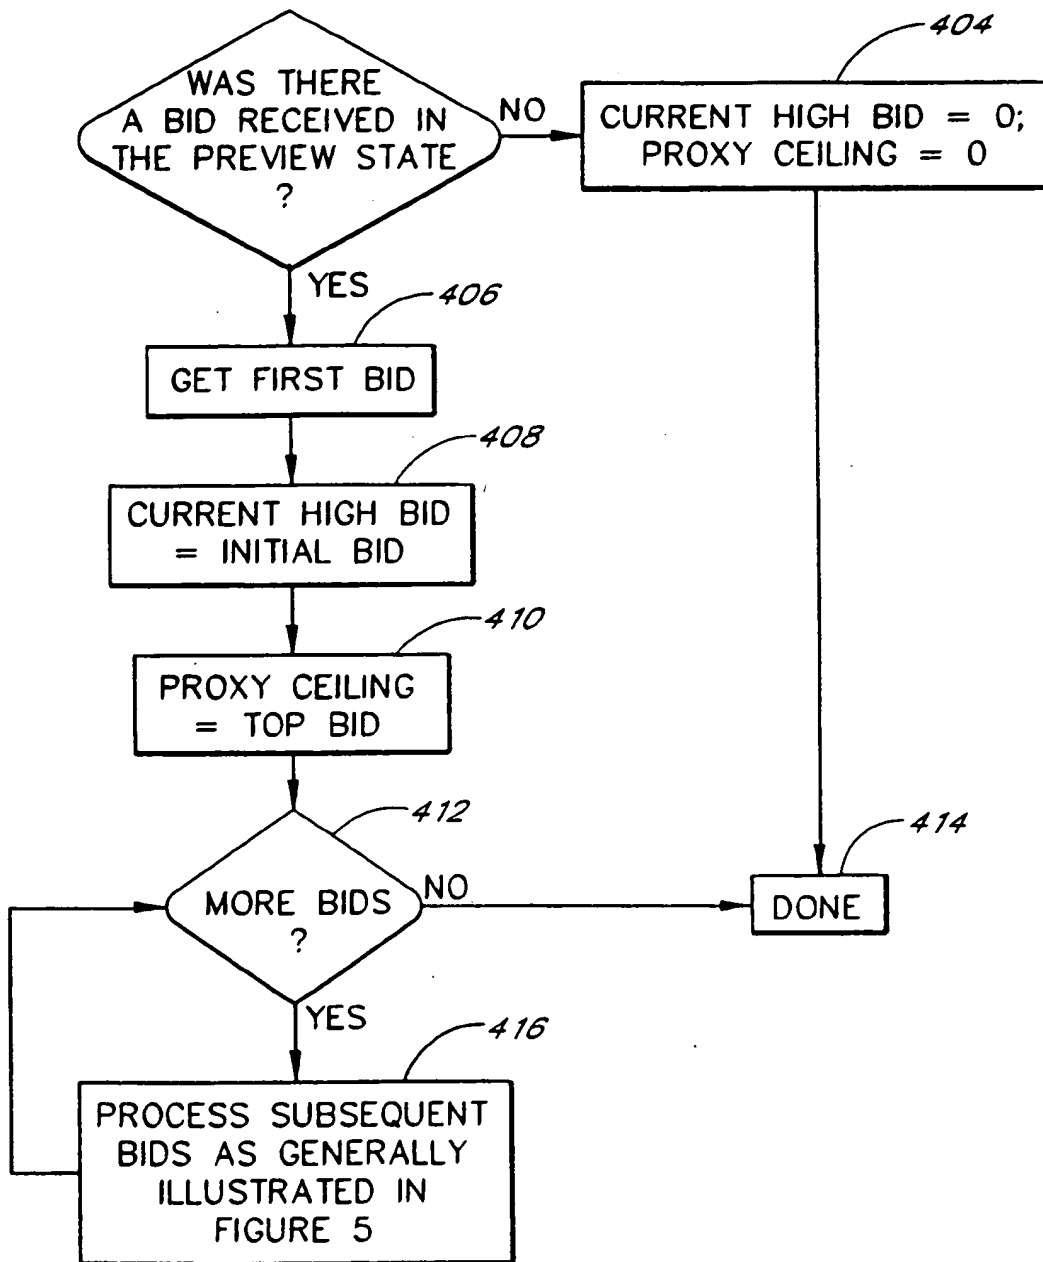 WAS THERE
A BID RECEIVED IN
THE PREVIEW STATE
?
NO
404
CURRENT HIGH BID = 0;
PROXY CEILING = 0
YES
406
GET FIRST BID
408
CURRENT HIGH BID
= INITIAL BID
410
PROXY CEILING
= TOP BID
412
MORE BIDS
?
NO
414
DONE
YES
416
PROCESS SUBSEQUENT
BIDS AS GENERALLY
ILLUSTRATED IN
FIGURE 5